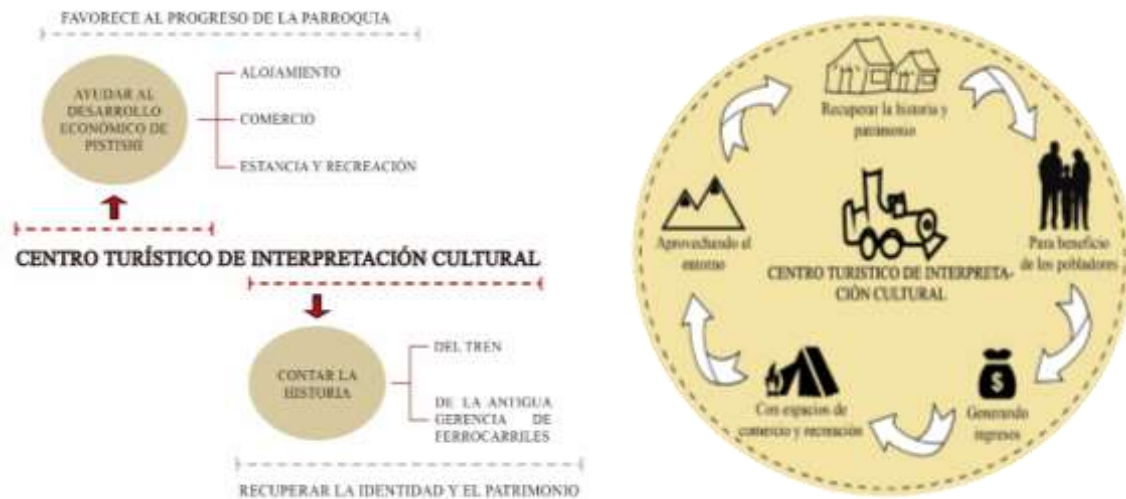 FAVORECE AL PROGRESO DE LA PARROQUIA
AYUDAR AL
DESARROLLO
ECONÓMICO DE
PISTISHI
ALOJAMIENTO
COMERCIO
ESTANCIA Y RECREACIÓN
CENTRO TURÍSTICO DE INTERPRETACIÓN CULTURAL
CONTAR LA
HISTORIA
DEL TREN
DE LA ANTIGUA
GERENCIA DE
FERROCARRILES
RECUPERAR LA IDENTIDAD Y EL PATRIMONIO
Recuperar la historia y
patrimonio
Para beneficio
de los pobladores
$
Generando
ingresos
Con espacios de
comercio y recreación
Aprovechando el
entorno
CENTRO TURISTICO DE INTERPRETA-
CIÓN CULTURAL